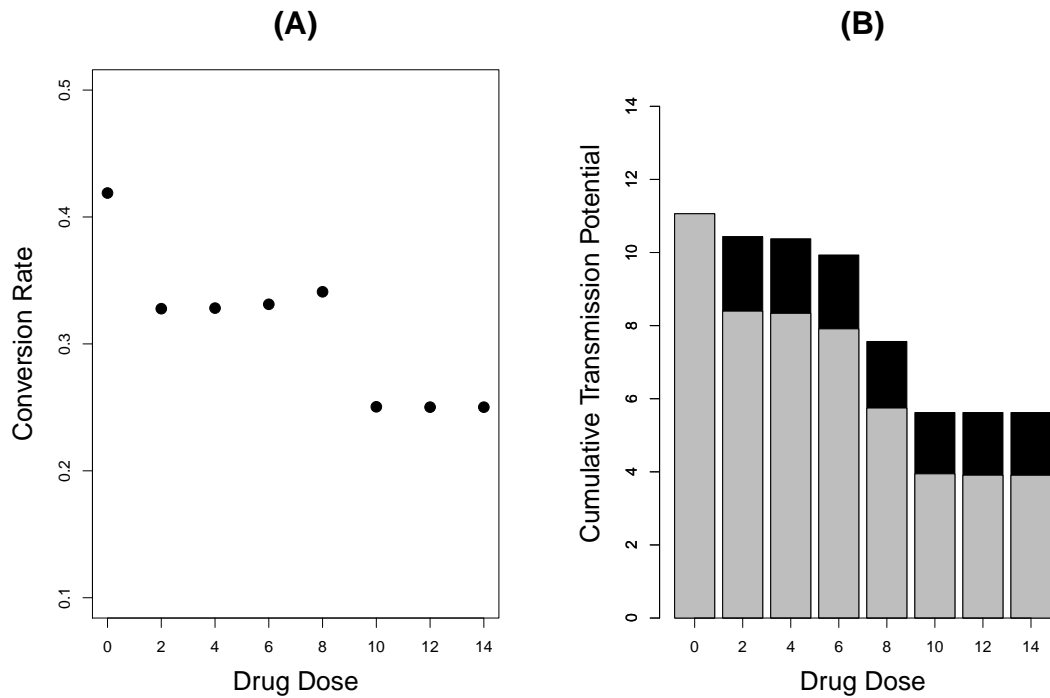 (A)
Conversion Rate
0.5
0.4
0.3
0.2
0.1
0 2 4 6 8 10 12 14
Drug Dose
(B)
Cumulative Transmission Potential
14
12
10
8
6
4
2
0
0 2 4 6 8 10 12 14
Drug Dose